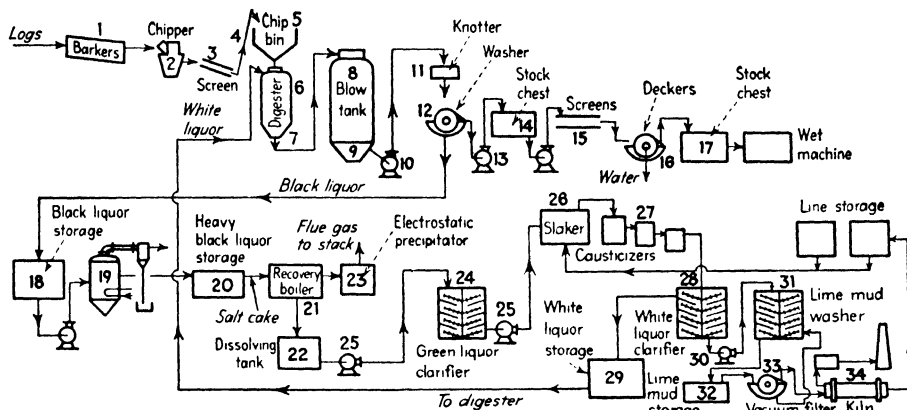 Logs
1
Barkers
Chipper
2
3
Screen
4
Chip
bin
5
6
Digester
7
White
liquor
8
Blow
tank
9
10
Knotter
11
Washer
12
13
Stock
chest
14
Screens
15
Deckers
16
Water
Stock
chest
17
Wet
machine
Black liquor
Black liquor
storage
18
19
Heavy
black liquor
storage
20
Salt cake
Flue gas
to stack
Recovery
boiler
21
Electrostatic
precipitator
23
Dissolving
tank
22
25
24
Green liquor
clarifier
25
26
Slaker
27
Causticizers
Line storage
White
liquor
storage
29
28
White
liquor
clarifier
30
31
Lime mud
washer
Lime
mud
storage
32
33
Vacuum filter
34
Kiln
To digester